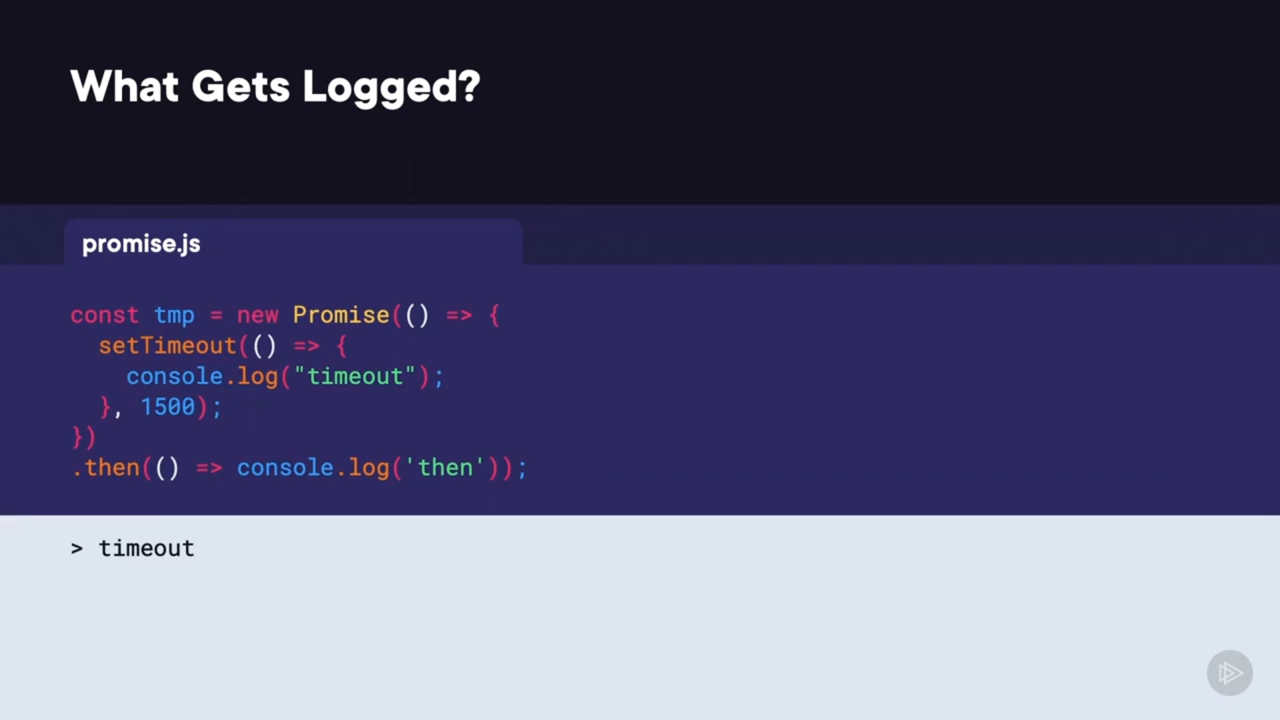 What Gets Logged?
promise.js
const tmp = new Promise(() => {
  setTimeout(() => {
    console.log("timeout");
  }, 1500);
})
.then(() => console.log('then'));
> timeout